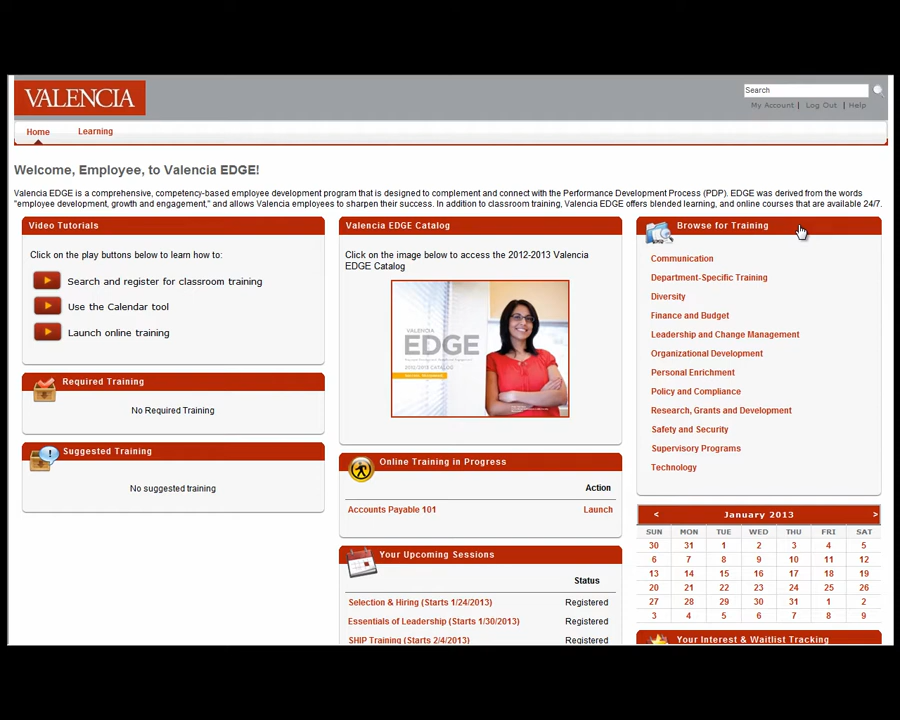 VALENCIA
Search
My Account | Log Out | Help
Home Learning
Welcome, Employee, to Valencia EDGE!
Valencia EDGE is a comprehensive, competency-based employee development program that is designed to complement and connect with the Performance Development Process (PDP). EDGE was derived from the words
"employee development, growth and engagement," and allows Valencia employees to sharpen their success. In addition to classroom training, Valencia EDGE offers blended learning, and online courses that are available 24/7.
Video Tutorials
Click on the play buttons below to learn how to:
Search and register for classroom training
Use the Calendar tool
Launch online training
Required Training
No Required Training
Suggested Training
No suggested training
Valencia EDGE Catalog
Click on the image below to access the 2012-2013 Valencia
EDGE Catalog
VALENCIA
EDGE
2012/2013 CATALOG
Online Training in Progress
Action
Accounts Payable 101 Launch
Your Upcoming Sessions
Status
Selection & Hiring (Starts 1/24/2013) Registered
Essentials of Leadership (Starts 1/30/2013) Registered
SHIP Training (Starts 2/4/2013) Registered
Browse for Training
Communication
Department-Specific Training
Diversity
Finance and Budget
Leadership and Change Management
Organizational Development
Personal Enrichment
Policy and Compliance
Research, Grants and Development
Safety and Security
Supervisory Programs
Technology
< January 2013 >
SUN MON TUE WED THU FRI SAT
30 31 1 2 3 4 5
6 7 8 9 10 11 12
13 14 15 16 17 18 19
20 21 22 23 24 25 26
27 28 29 30 31 1 2
3 4 5 6 7 8 9
Your Interest & Waitlist Tracking